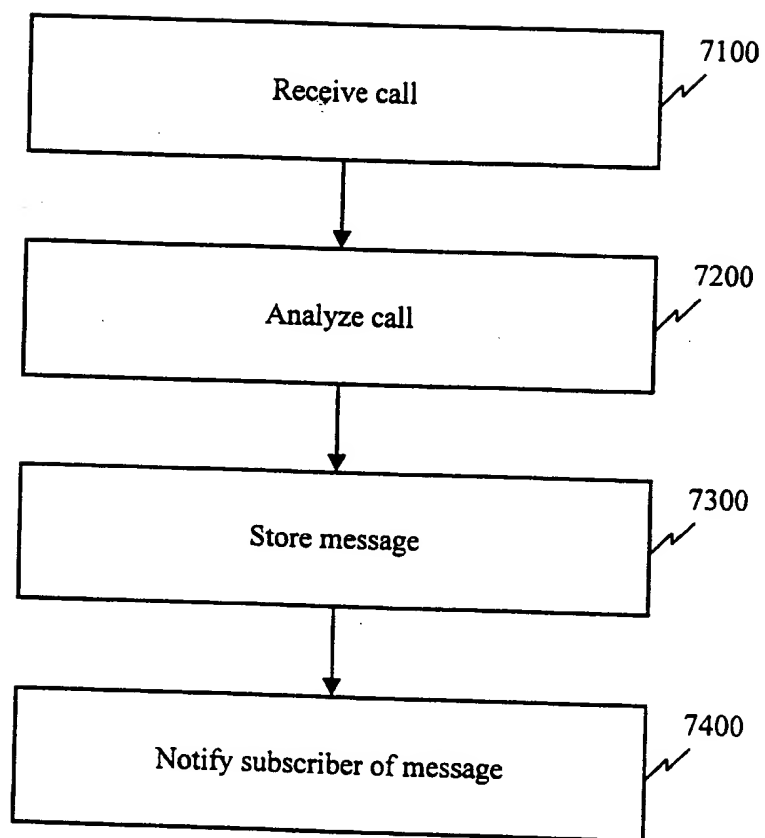 7100
Receive call
7200
Analyze call
7300
Store message
7400
Notify subscriber of message